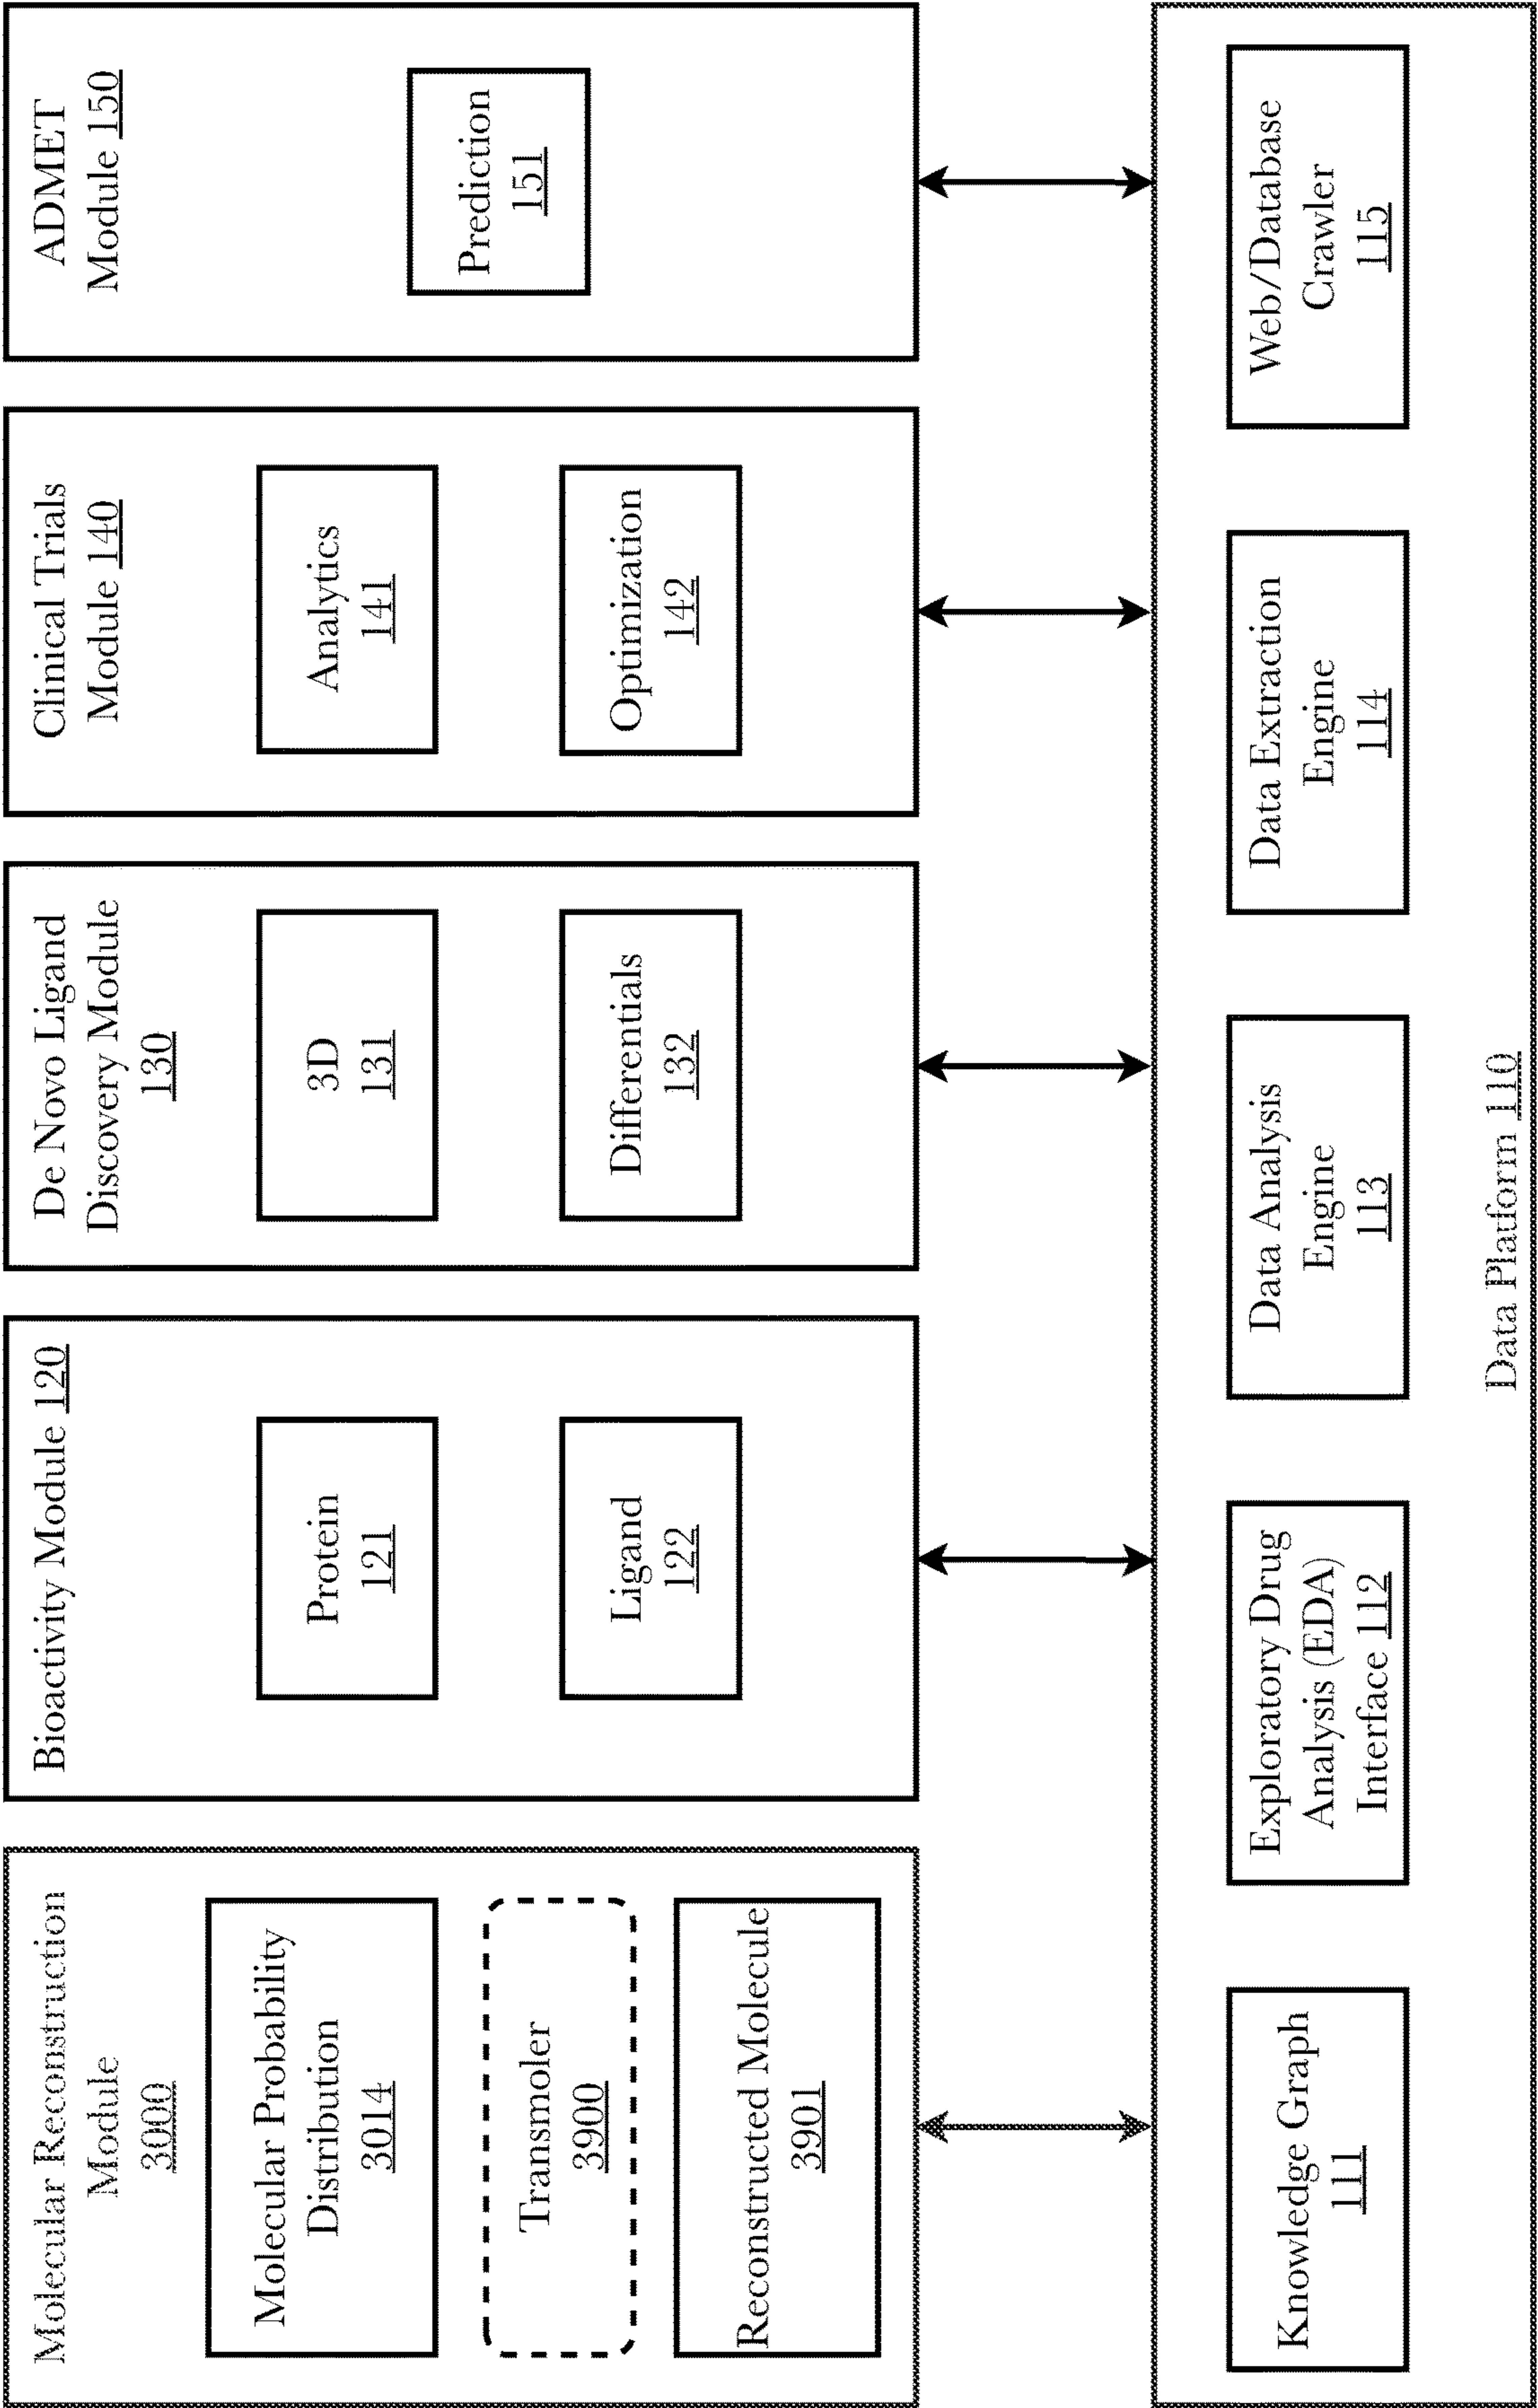 Molecular Reconstruction
Module
3000
Molecular Probability
Distribution
3014
Transmoler
3900
Reconstructed Molecule
3901
Bioactivity Module 120
Protein
121
Ligand
122
De Novo Ligand
Discovery Module
130
3D
131
Differentials
132
Clinical Trials
Module 140
Analytics
141
Optimization
142
ADMET
Module 150
Prediction
151
Knowledge Graph
111
Exploratory Drug
Analysis (EDA)
Interface 112
Data Analysis
Engine
113
Data Extraction
Engine
114
Web/Database
Crawler
115
Data Platform 110